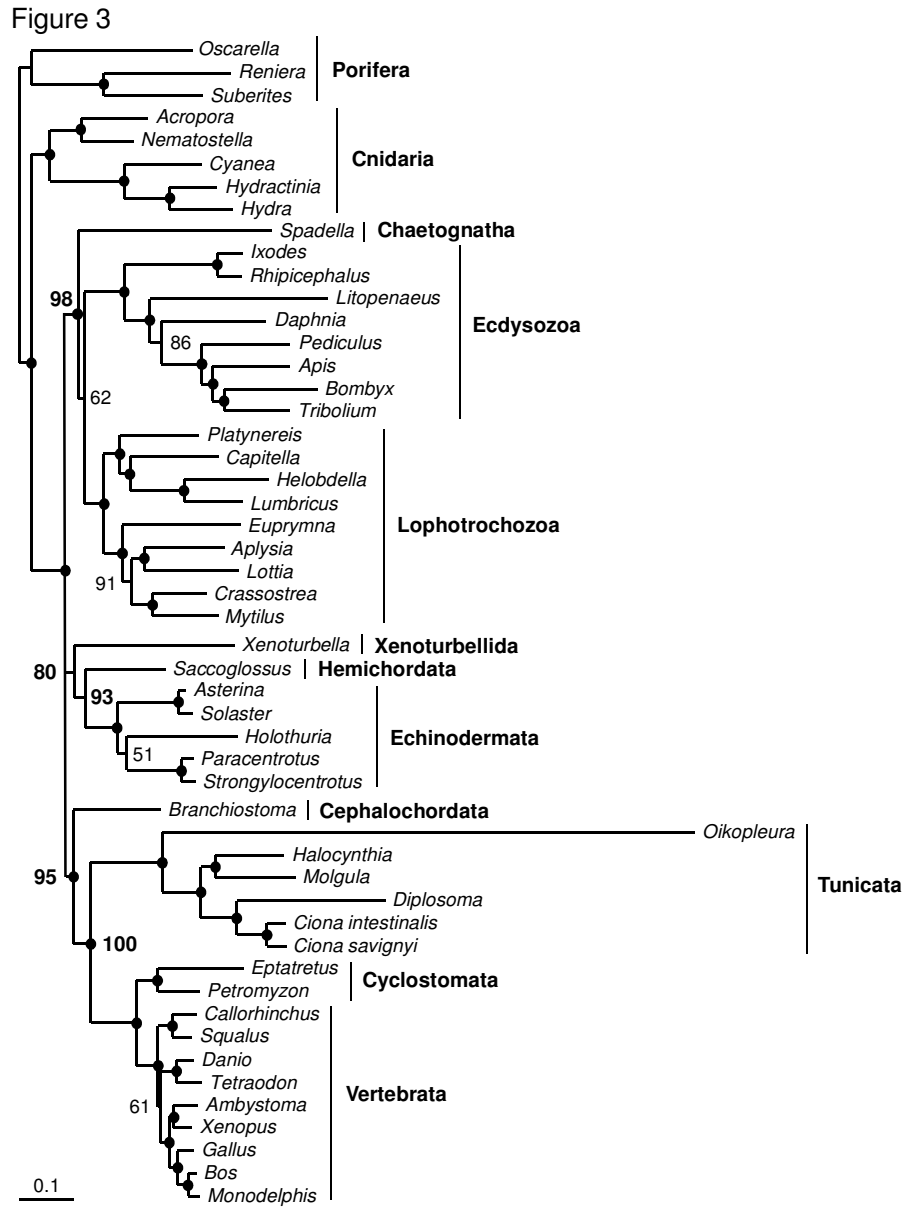 Figure 3
Oscarella
Reniera
Porifera
Suberites
Acropora
Nematostella
Cnidaria
Cyanea
Hydractinia
Hydra
Spadella
Chaetognatha
Ixodes
Rhipicephalus
98
Litopenaeus
Daphnia
Ecdysozoa
86
Pediculus
Apis
Bombyx
62
Tribolium
Platynereis
Capitella
Helobdella
Lumbricus
Euprymna
Lophotrochozoa
Aplysia
Lottia
91
Crassostrea
Mytilus
Xenoturbella
Xenoturbellida
80
Saccoglossus
Hemichordata
Asterina
93
Solaster
Holothuria
Echinodermata
51
Paracentrotus
Strongylocentrotus
Branchiostoma
Cephalochordata
Oikopleura
Halocynthia
95
Molgula
Tunicata
Diplosoma
Ciona intestinalis
100
Ciona savignyi
Eptatretus
Cyclostomata
Petromyzon
Callorhinchus
Squalus
Danio
Tetraodon
Vertebrata
61
Ambystoma
Xenopus
Gallus
Bos
0.1
Monodelphis